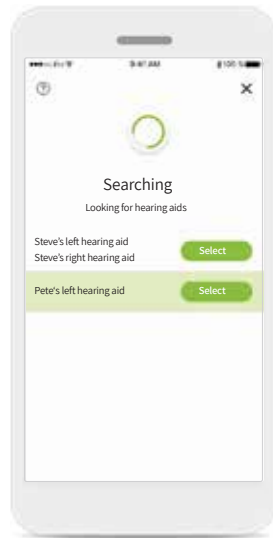 9:41 AM
Searching
Looking for hearing aids
Steve's left hearing aid
Steve's right hearing aid
Select
Pete's left hearing aid
Select